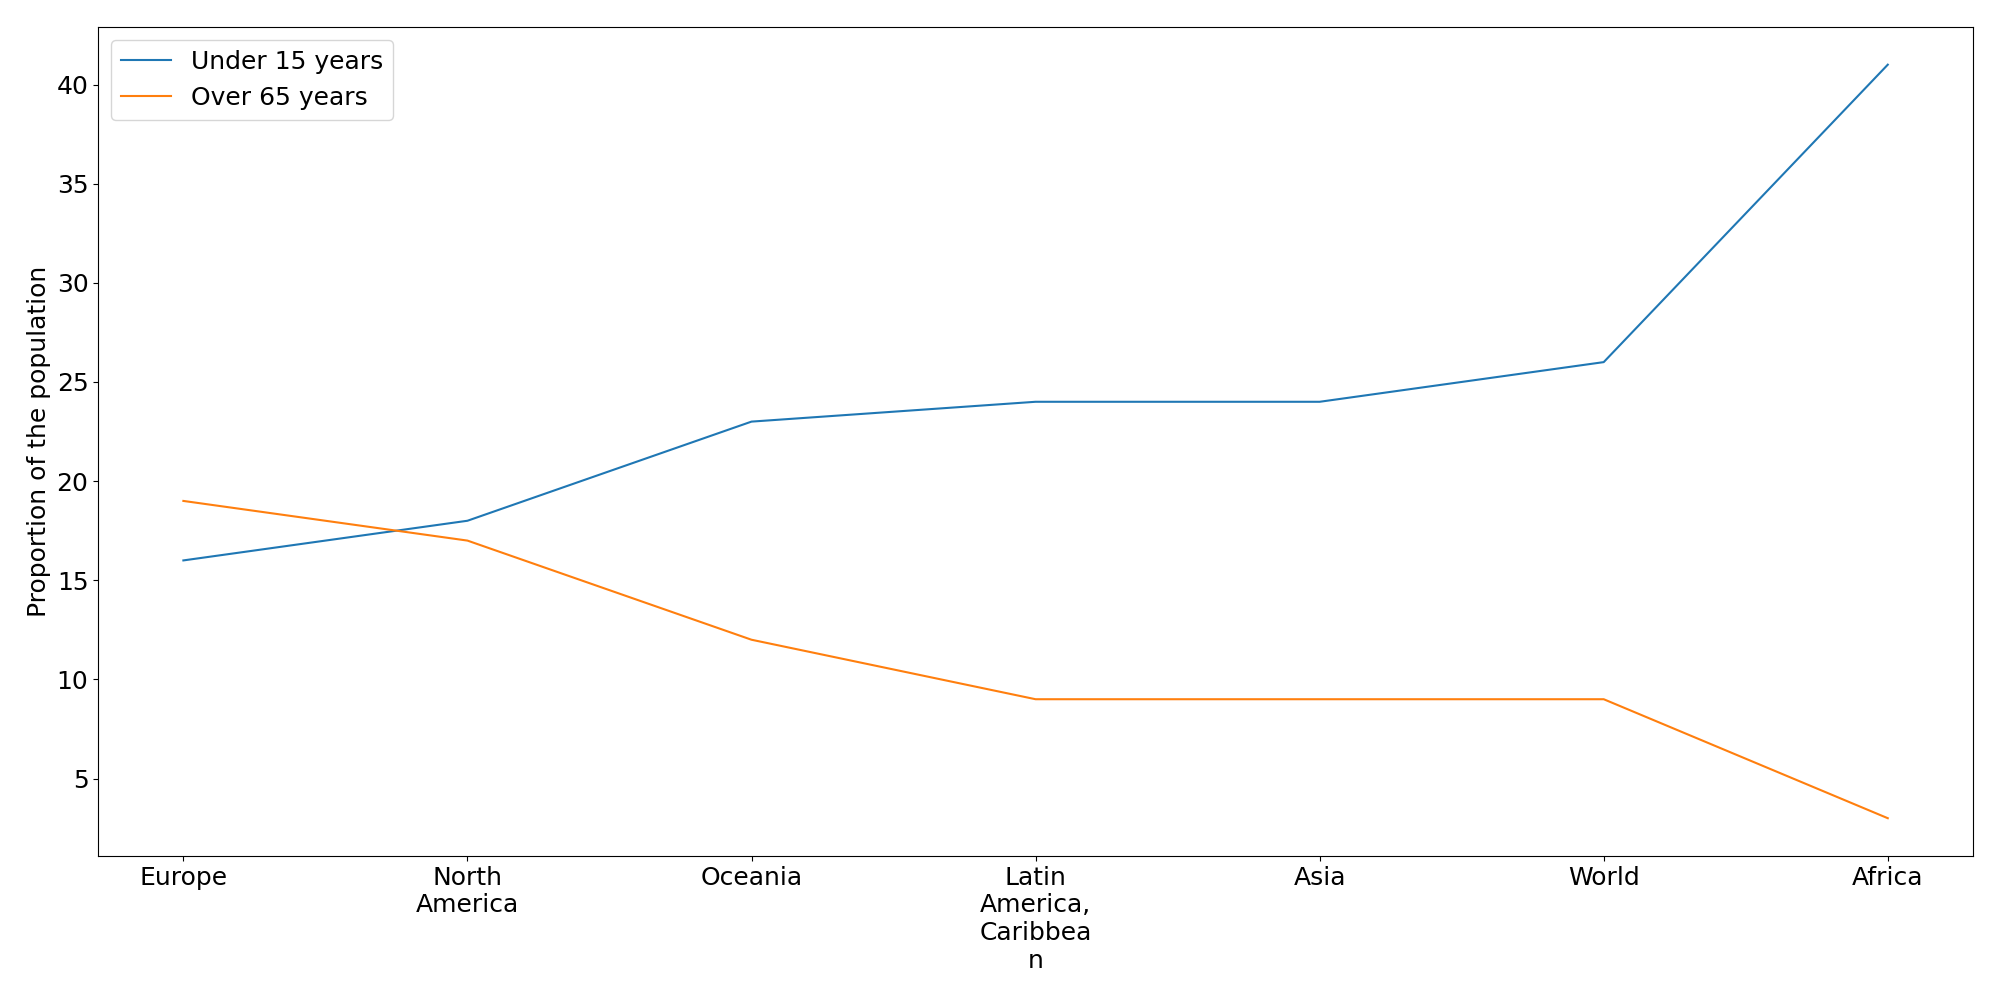 Under 15 years
Over 65 years
Proportion of the population
40
35
30
25
20
15
10
5
Europe
North
America
Oceania
Latin
America,
Caribbea
n
Asia
World
Africa